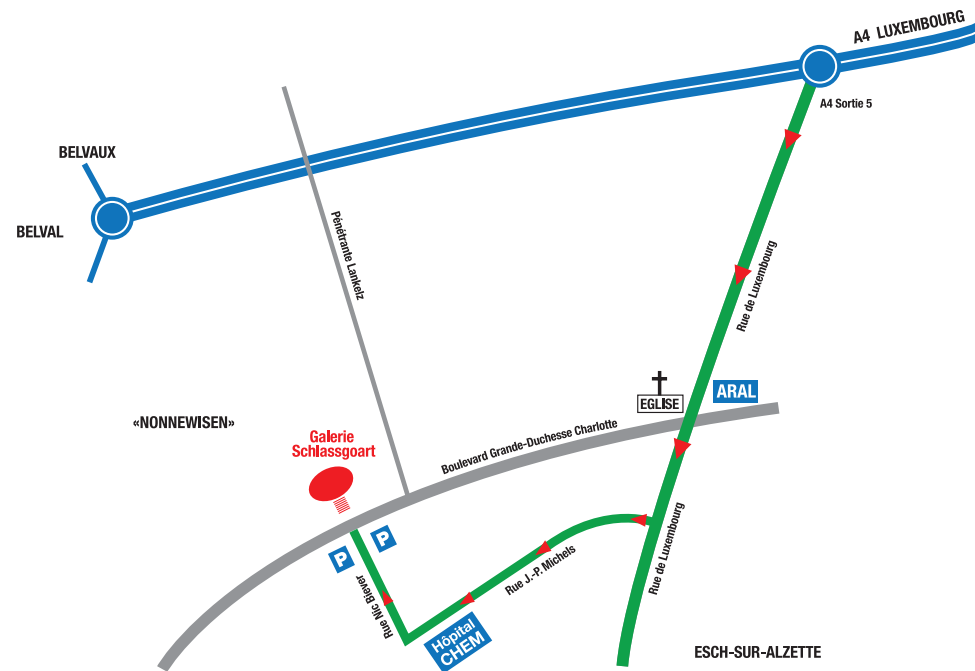 A4 LUXEMBOURG
A4 Sortie 5
BELVAUX
BELVAL
Pénétrante Lankelz
Rue de Luxembourg
ARAL
EGLISE
«NONNEWISEN»
Galerie
Schlassgoart
Boulevard Grande-Duchesse Charlotte
P
P
Rue Nic Biever
Rue J.-P. Michels
Rue de Luxembourg
Hôpital
CHEM
ESCH-SUR-ALZETTE